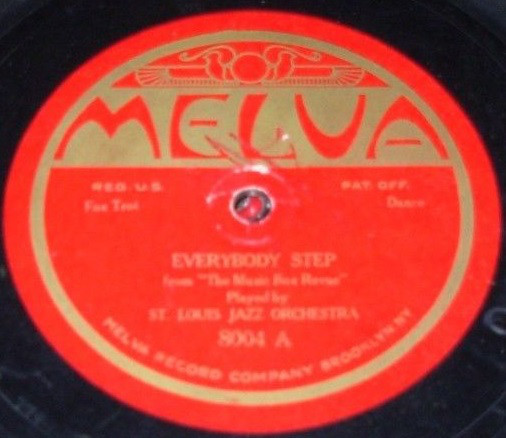 MELVA
REG. U.S. PAT. OFF.
Fox Trot Dance
EVERYBODY STEP
from "The Music Box Revue"
Played by
ST. LOUIS JAZZ ORCHESTRA
8004 A
MELVA RECORD COMPANY BROOKLYN NY